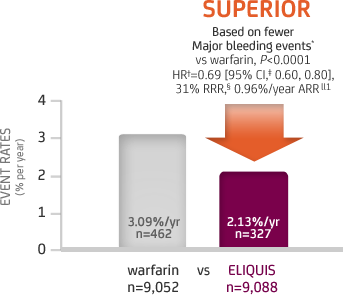 SUPERIOR
Based on fewer
Major bleeding events*
vs warfarin, P<0.0001
HR†=0.69 [95% CI,‡ 0.60, 0.80],
31% RRR,§ 0.96%/year ARR||1
EVENT RATES
(% per year)
4
3
2
1
0
3.09%/yr
n=462
2.13%/yr
n=327
warfarin vs ELIQUIS
n=9,052 n=9,088